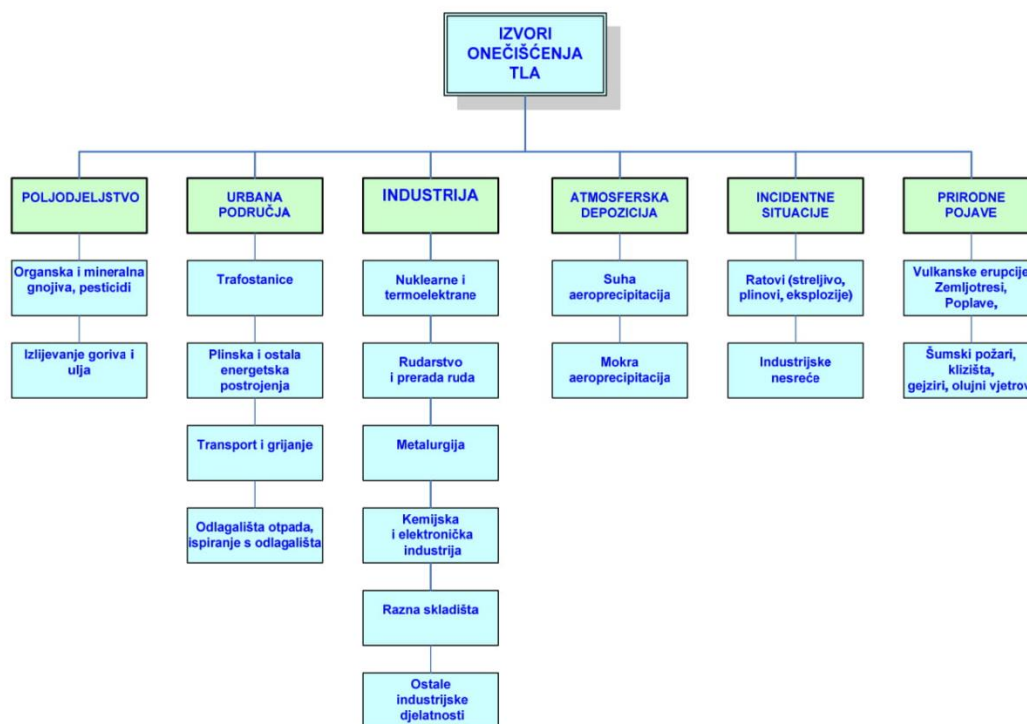 IZVORI
ONEČIŠĆENJA
TLA
POLJODJELJSTVO
Organska i mineralna
gnojiva, pesticidi
Izlijevanje goriva i
ulja
URBANA
PODRUČJA
Trafostanice
Plinska i ostala
energetska
postrojenja
Transport i grijanje
Odlagališta otpada,
ispiranje s odlagališta
INDUSTRIJA
Nuklearne i
termoelektrane
Rudarstvo
i prerada ruda
Metalurgija
Kemijska
i elektronička
industrija
Razna skladišta
Ostale
industrijske
djelatnosti
ATMOSFERSKA
DEPOZICIJA
Suha
aeroprecipitacija
Mokra
aeroprecipitacija
INCIDENTNE
SITUACIJE
Ratovi (streljivo,
plinovi, eksplozije)
Industrijske
nesreće
PRIRODNE
POJAVE
Vulkanske erupcije
Zemljotresi,
Poplave,
Šumski požari,
klizišta,
gejziri, olujni vjetrov